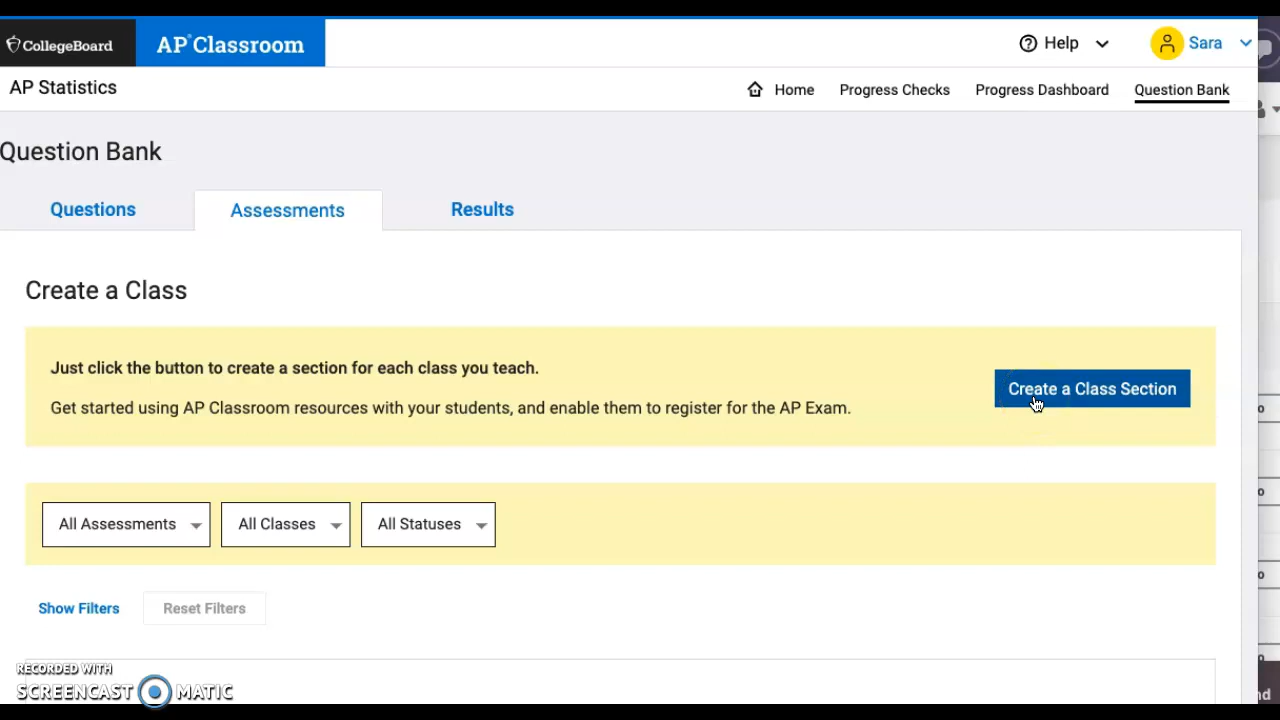 CollegeBoard
AP® Classroom
Help
Sara
AP Statistics
Home
Progress Checks
Progress Dashboard
Question Bank
Question Bank
Questions
Assessments
Results
Create a Class
Just click the button to create a section for each class you teach.
Get started using AP Classroom resources with your students, and enable them to register for the AP Exam.
Create a Class Section
All Assessments
All Classes
All Statuses
Show Filters
Reset Filters
RECORDED WITH
SCREENCAST MATIC